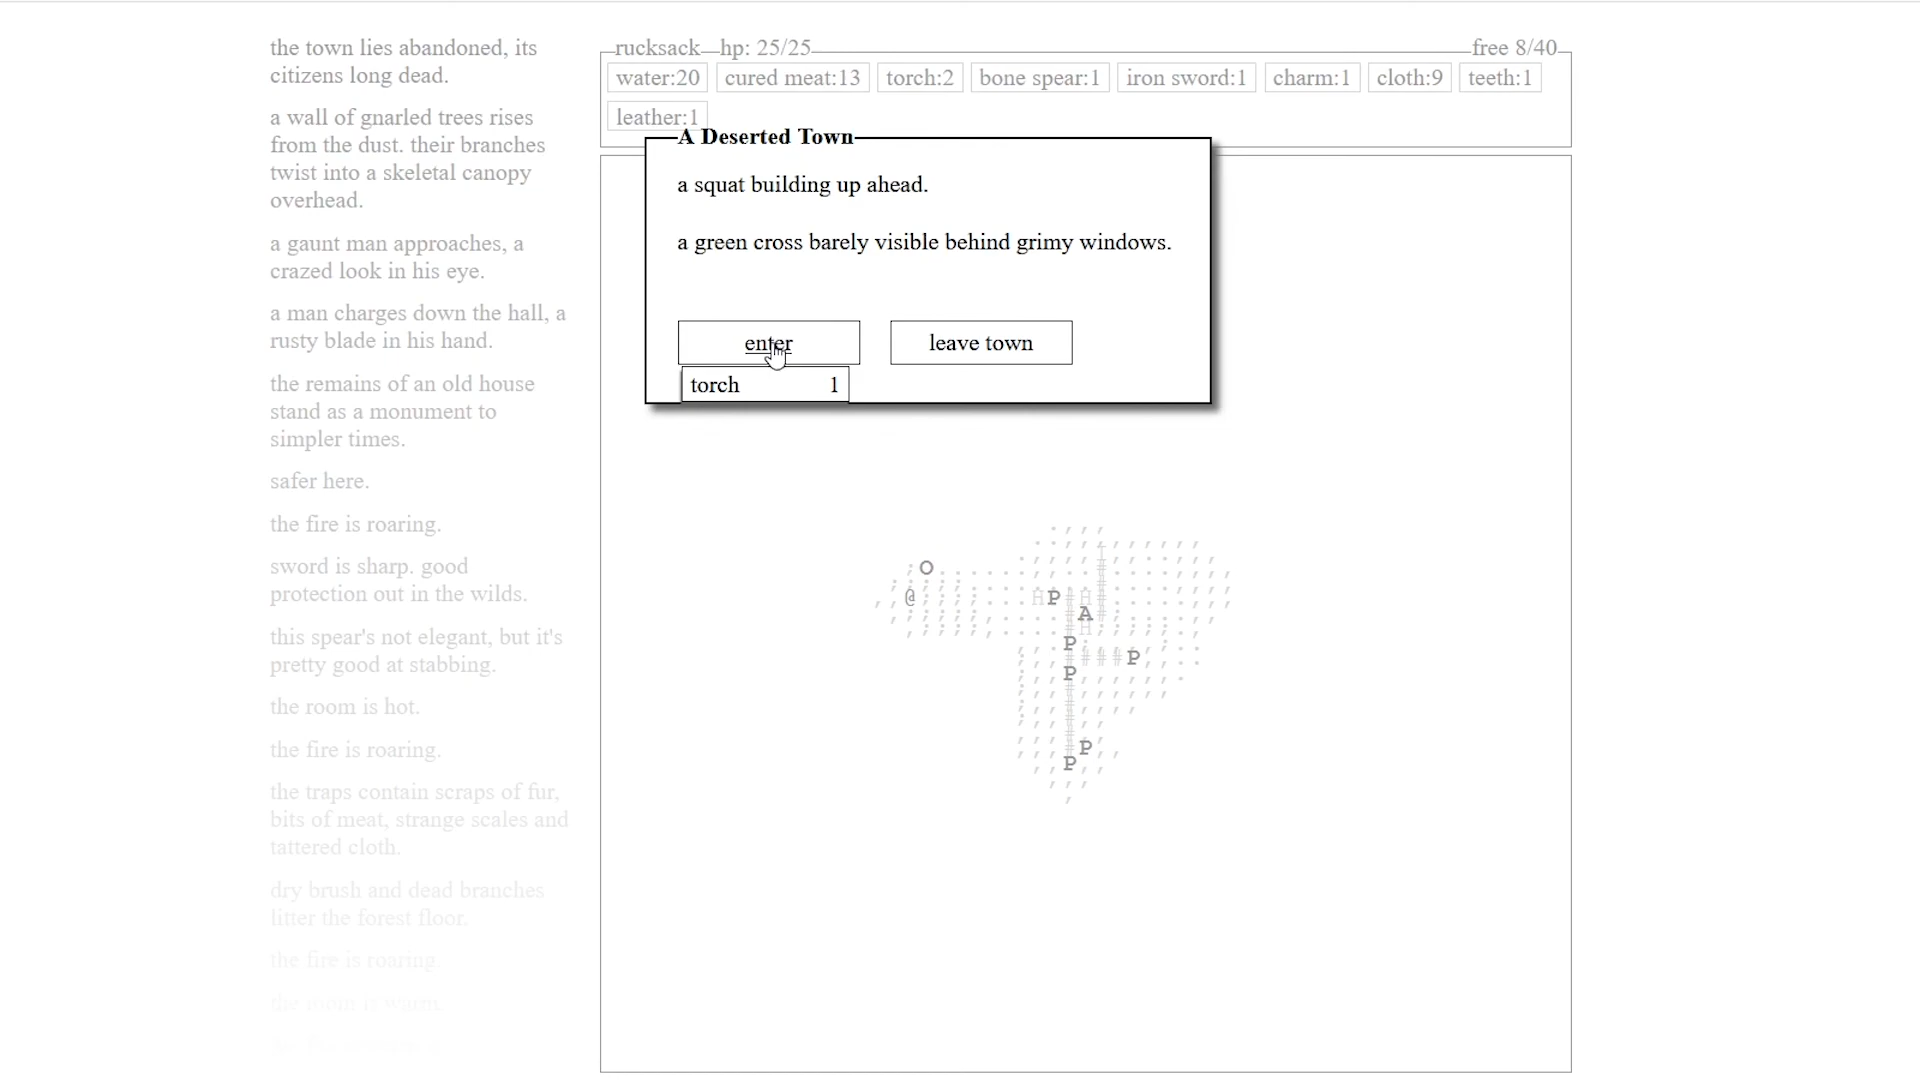 the town lies abandoned, its
citizens long dead.
a wall of gnarled trees rises
from the dust. their branches
twist into a skeletal canopy
overhead.
a gaunt man approaches, a
crazed look in his eye.
a man charges down the hall, a
rusty blade in his hand.
the remains of an old house
stand as a monument to
simpler times.
safer here.
the fire is roaring.
sword is sharp. good
protection out in the wilds.
this spear's not elegant, but it's
pretty good at stabbing.
the room is hot.
the fire is roaring.
the traps contain scraps of fur,
bits of meat, strange scales and
tattered cloth.
dry brush and dead branches
litter the forest floor.
the fire is roaring.
the room is warm.
rucksack hp: 25/25 free 8/40
water:20 cured meat:13 torch:2 bone spear:1 iron sword:1 charm:1 cloth:9 teeth:1
leather:1
A Deserted Town
a squat building up ahead.
a green cross barely visible behind grimy windows.
enter leave town
torch 1
O
@ H P # H
A #
H
P
# # # P
P
P
P